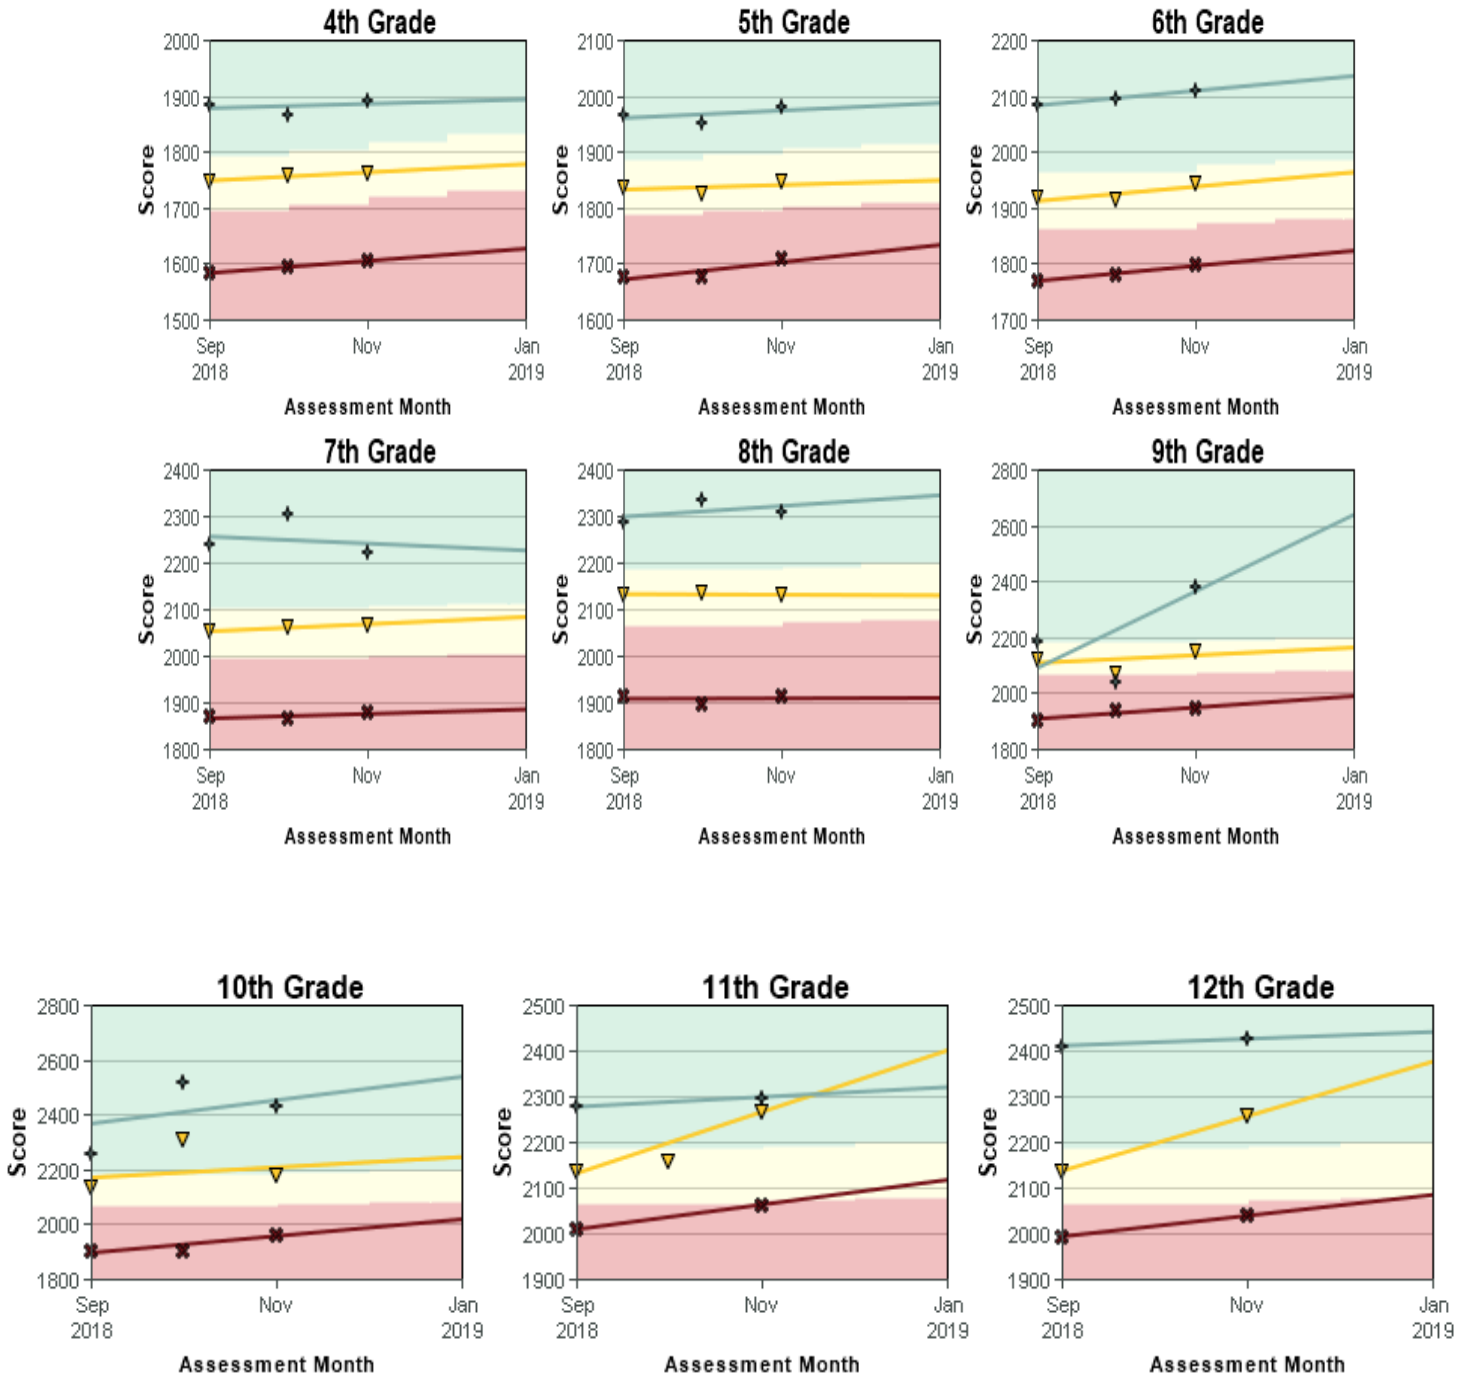 4th Grade
5th Grade
6th Grade
2000
1900
1800
1700
1600
1500
Score
Sep
2018
Nov
Jan
2019
Assessment Month
2100
2000
1900
1800
1700
1600
Score
Sep
2018
Nov
Jan
2019
Assessment Month
2200
2100
2000
1900
1800
1700
Score
Sep
2018
Nov
Jan
2019
Assessment Month
7th Grade
8th Grade
9th Grade
2400
2300
2200
2100
2000
1900
1800
Score
Sep
2018
Nov
Jan
2019
Assessment Month
2400
2300
2200
2100
2000
1900
1800
Score
Sep
2018
Nov
Jan
2019
Assessment Month
2800
2600
2400
2200
2000
1800
Score
Sep
2018
Nov
Jan
2019
Assessment Month
10th Grade
11th Grade
12th Grade
2800
2600
2400
2200
2000
1800
Score
Sep
2018
Nov
Jan
2019
Assessment Month
2500
2400
2300
2200
2100
2000
1900
Score
Sep
2018
Nov
Jan
2019
Assessment Month
2500
2400
2300
2200
2100
2000
1900
Score
Sep
2018
Nov
Jan
2019
Assessment Month